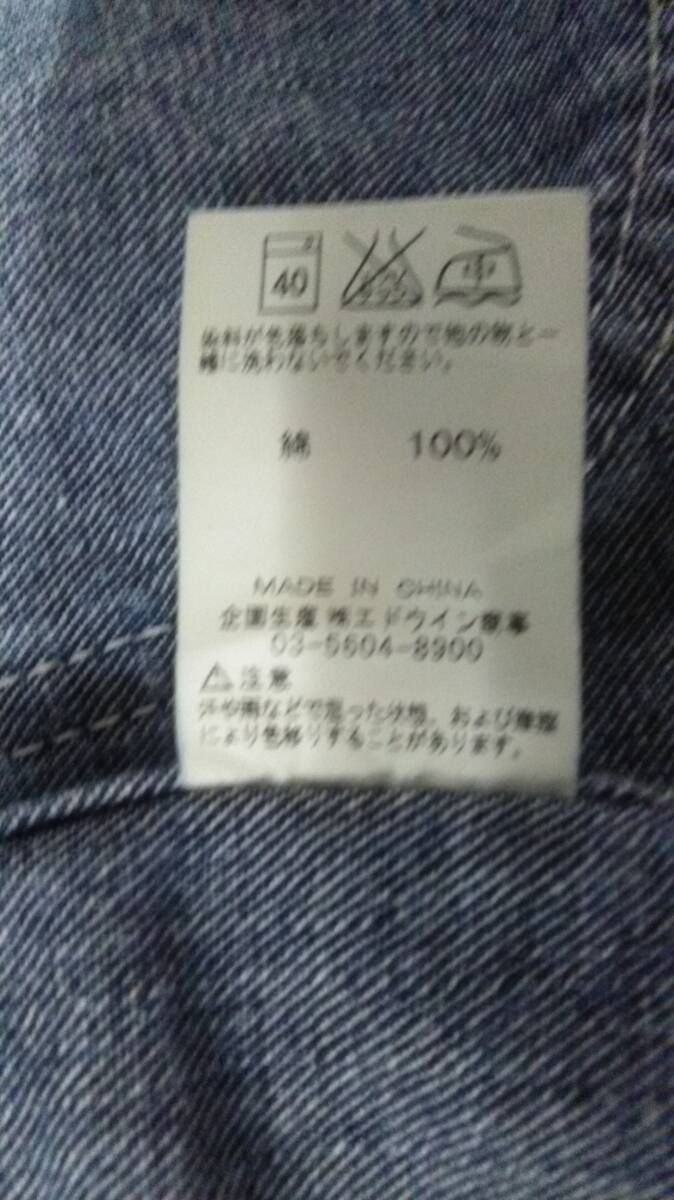 40
染料が色落ちしますので他の物と一
緒に洗わないでください。
綿 100%
MADE IN CHINA
企画生産 ㈱エドウイン商事
03-5604-8900
⚠注意
汗や雨などで湿った状態、および摩擦
により色移りすることがあります。